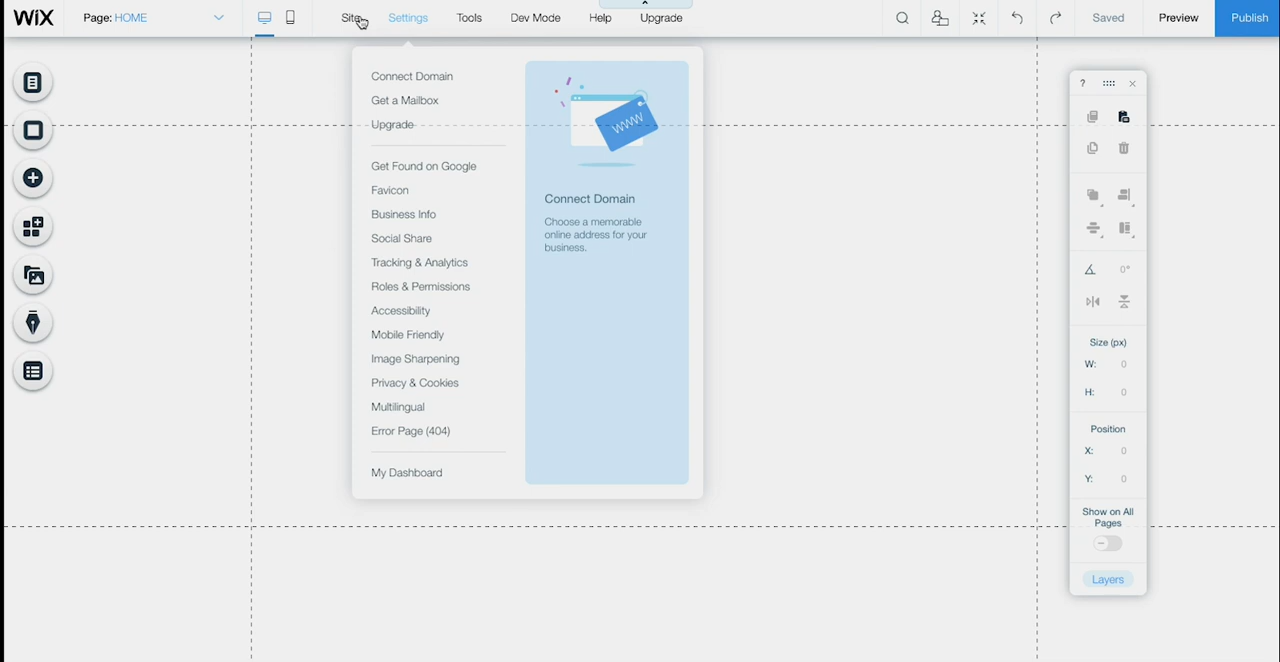 WiX Page: HOME Site Settings Tools Dev Mode Help Upgrade Saved Preview Publish
Connect Domain
Get a Mailbox
Upgrade
Get Found on Google
Favicon
Business Info
Social Share
Tracking & Analytics
Roles & Permissions
Accessibility
Mobile Friendly
Image Sharpening
Privacy & Cookies
Multilingual
Error Page (404)
My Dashboard
WWW
Connect Domain
Choose a memorable
online address for your
business.
?
0°
Size (px)
W: 0
H: 0
Position
X: 0
Y: 0
Show on All
Pages
Layers